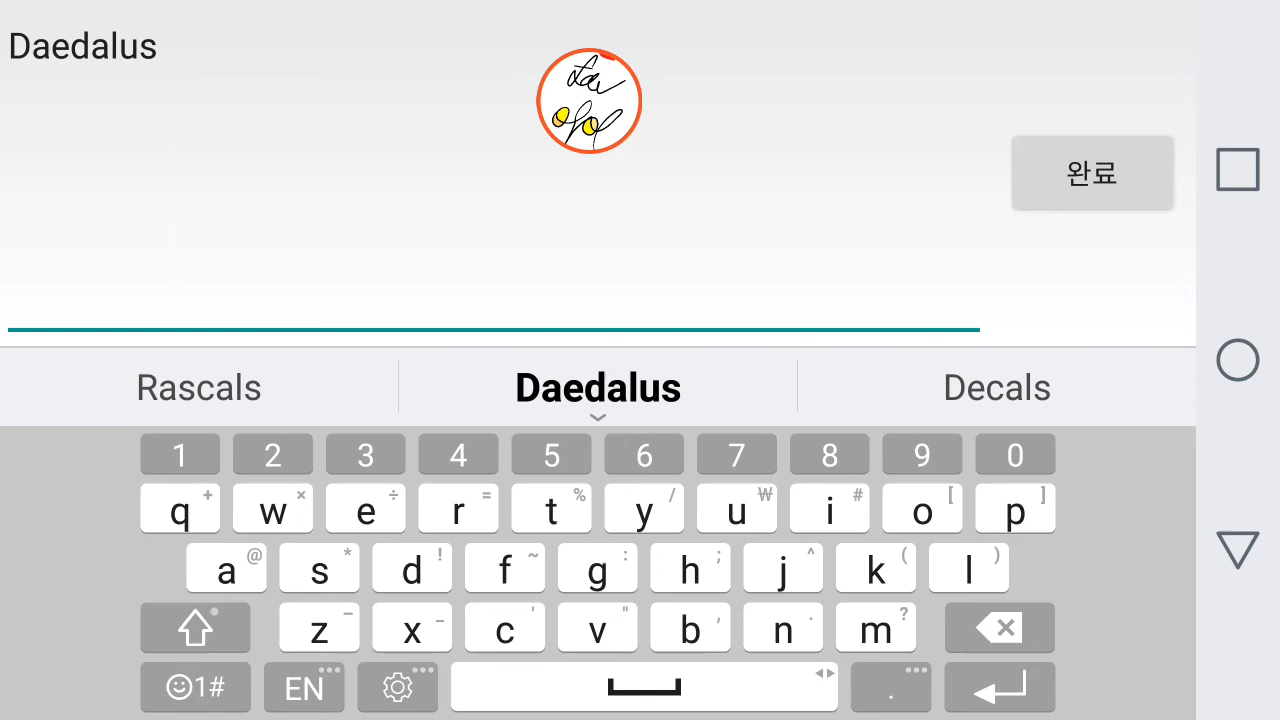 Daedalus
완료
Rascals Daedalus Decals
1 2 3 4 5 6 7 8 9 0
q + w × e ÷ r = t % y / u ₩ i # o [ p ]
a @ s * d ! f ~ g : h ; j ^ k ( l )
z – x _ c ' v " b , n . m ?
1# EN .